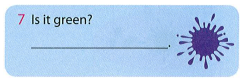 7 Is it green?
.